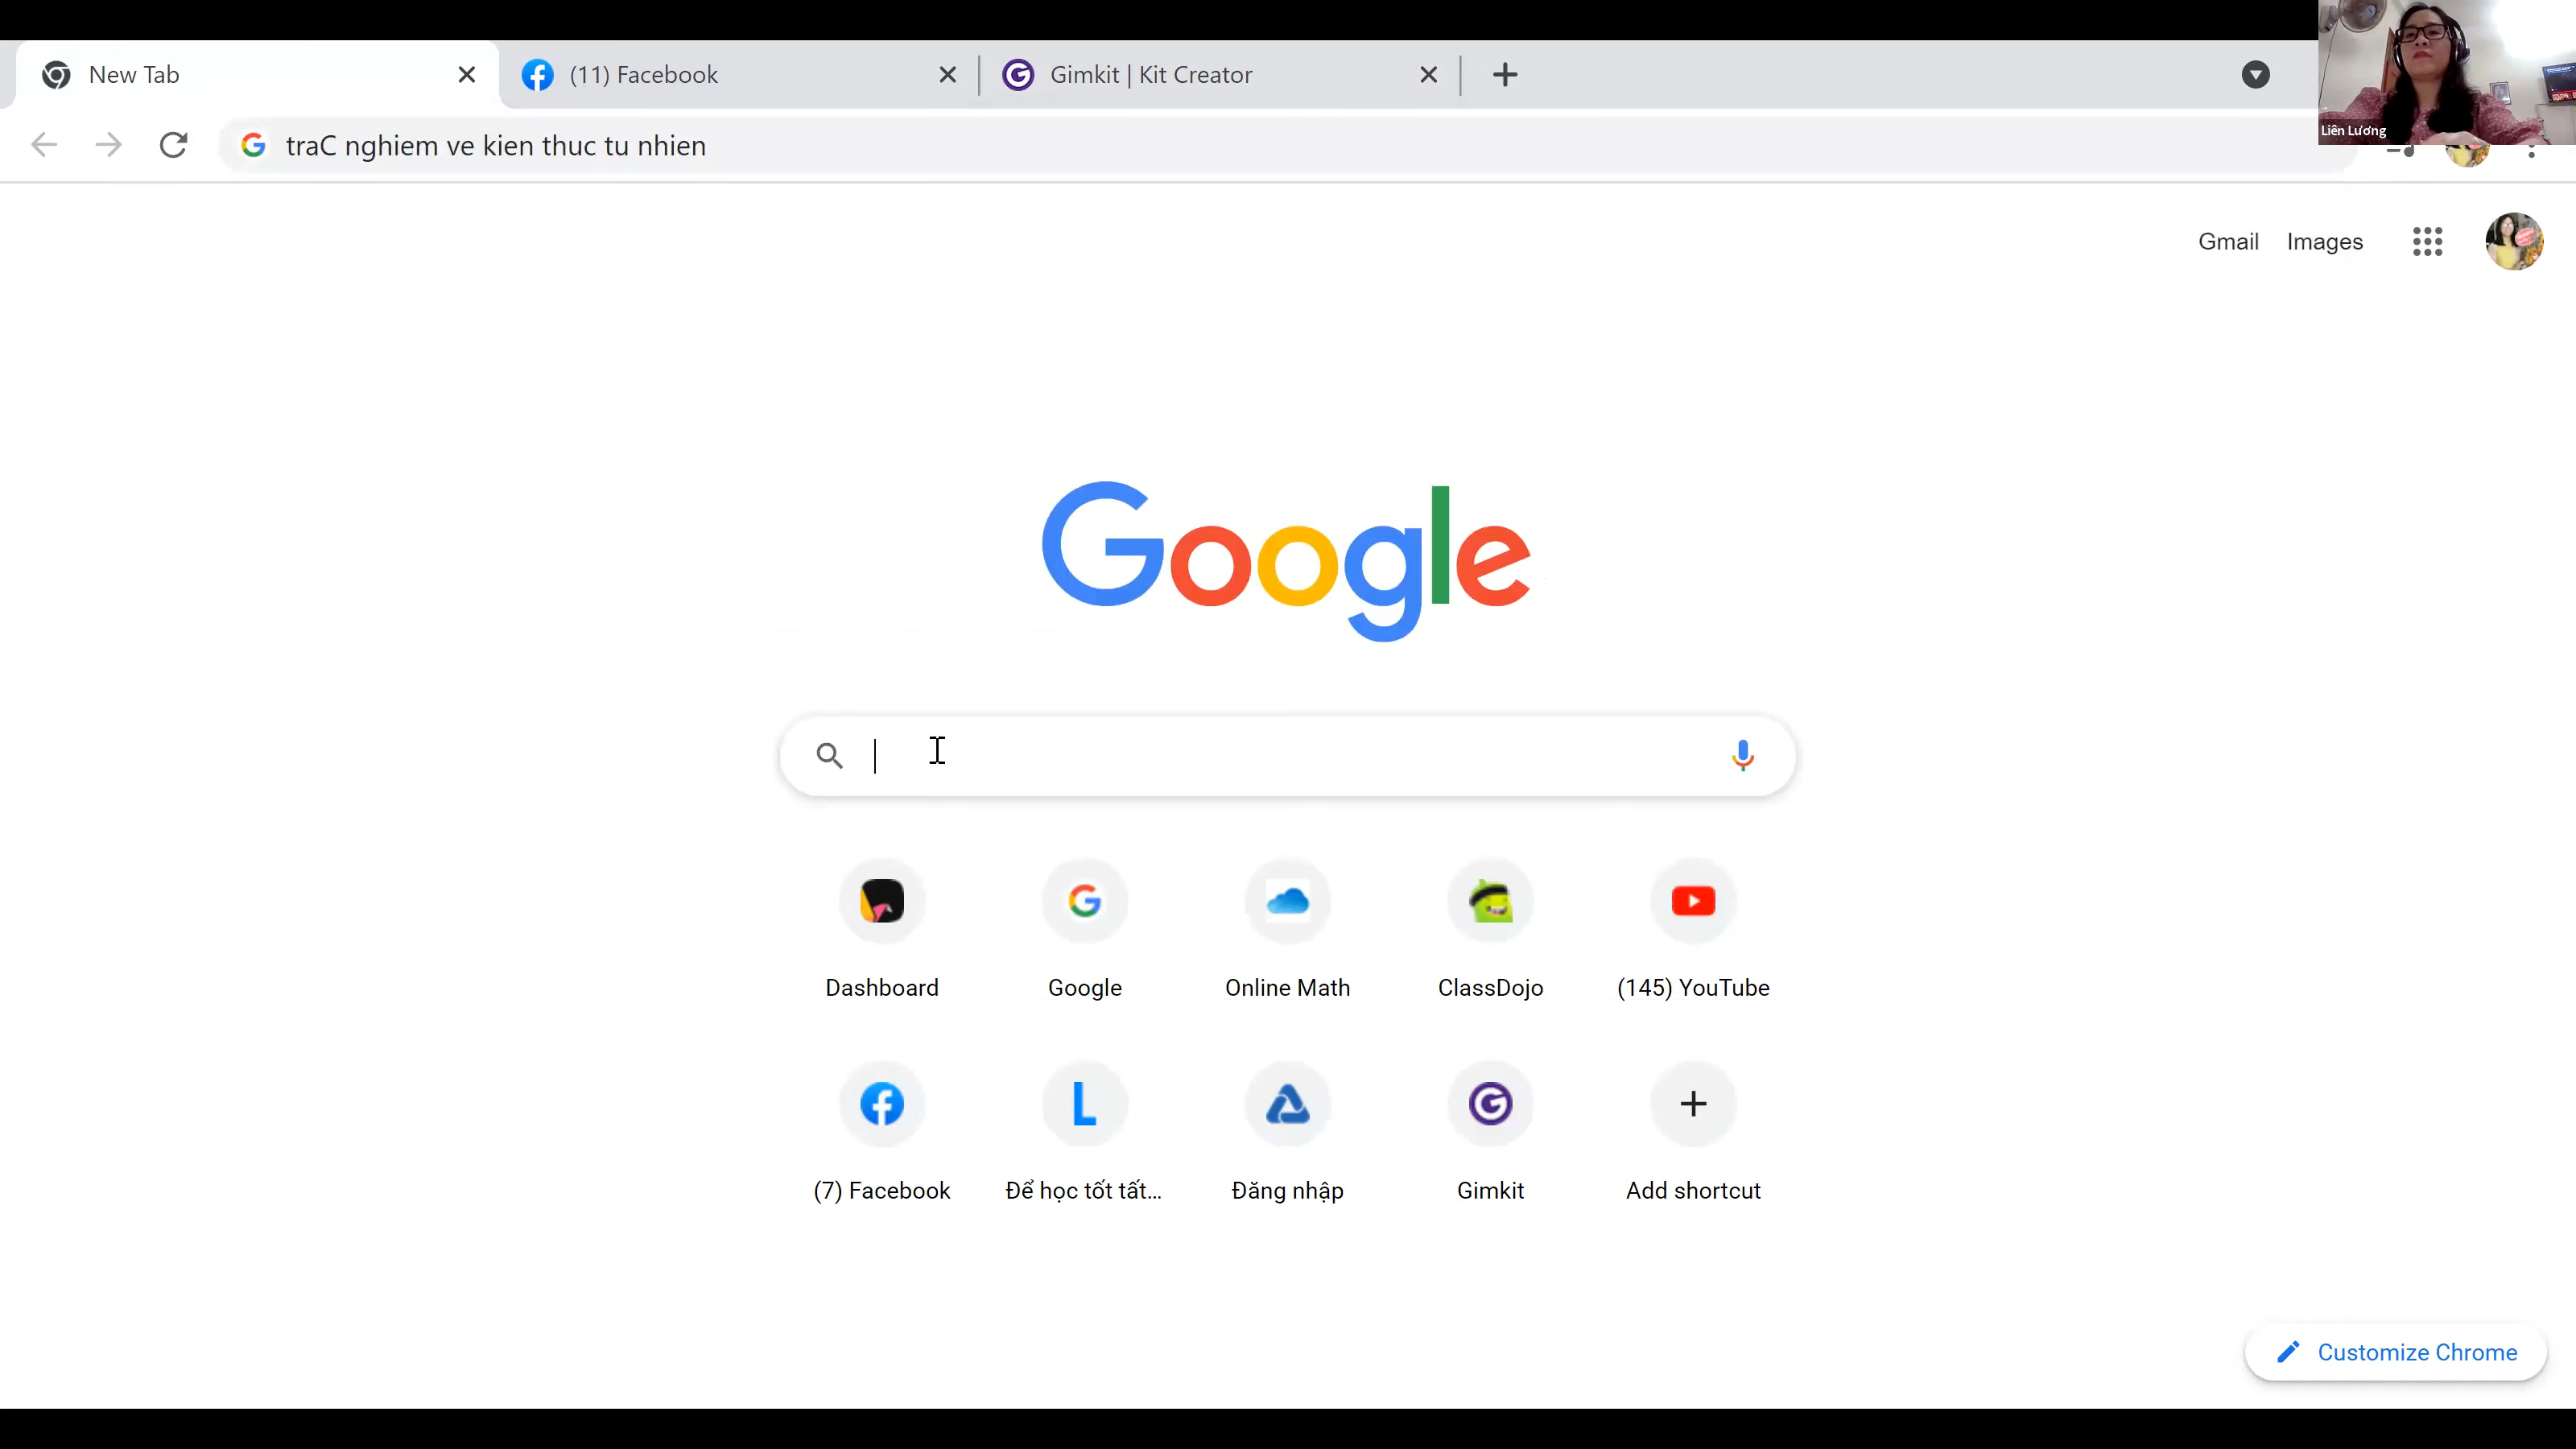 New Tab
(11) Facebook
Gimkit | Kit Creator
Liên Lương
traC nghiem ve kien thuc tu nhien
Gmail Images
Google
Dashboard Google Online Math ClassDojo (145) YouTube
(7) Facebook Để học tốt tất... Đăng nhập Gimkit Add shortcut
Customize Chrome